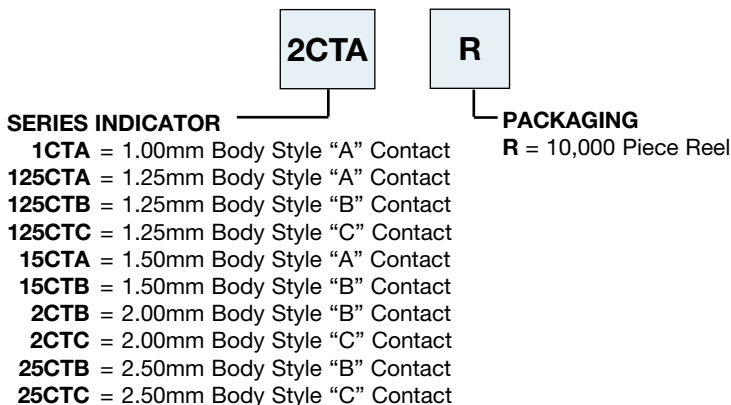 2CTA R
SERIES INDICATOR
1CTA = 1.00mm Body Style “A” Contact
125CTA = 1.25mm Body Style “A” Contact
125CTB = 1.25mm Body Style “B” Contact
125CTC = 1.25mm Body Style “C” Contact
15CTA = 1.50mm Body Style “A” Contact
15CTB = 1.50mm Body Style “B” Contact
2CTB = 2.00mm Body Style “B” Contact
2CTC = 2.00mm Body Style “C” Contact
25CTB = 2.50mm Body Style “B” Contact
25CTC = 2.50mm Body Style “C” Contact
PACKAGING
R = 10,000 Piece Reel